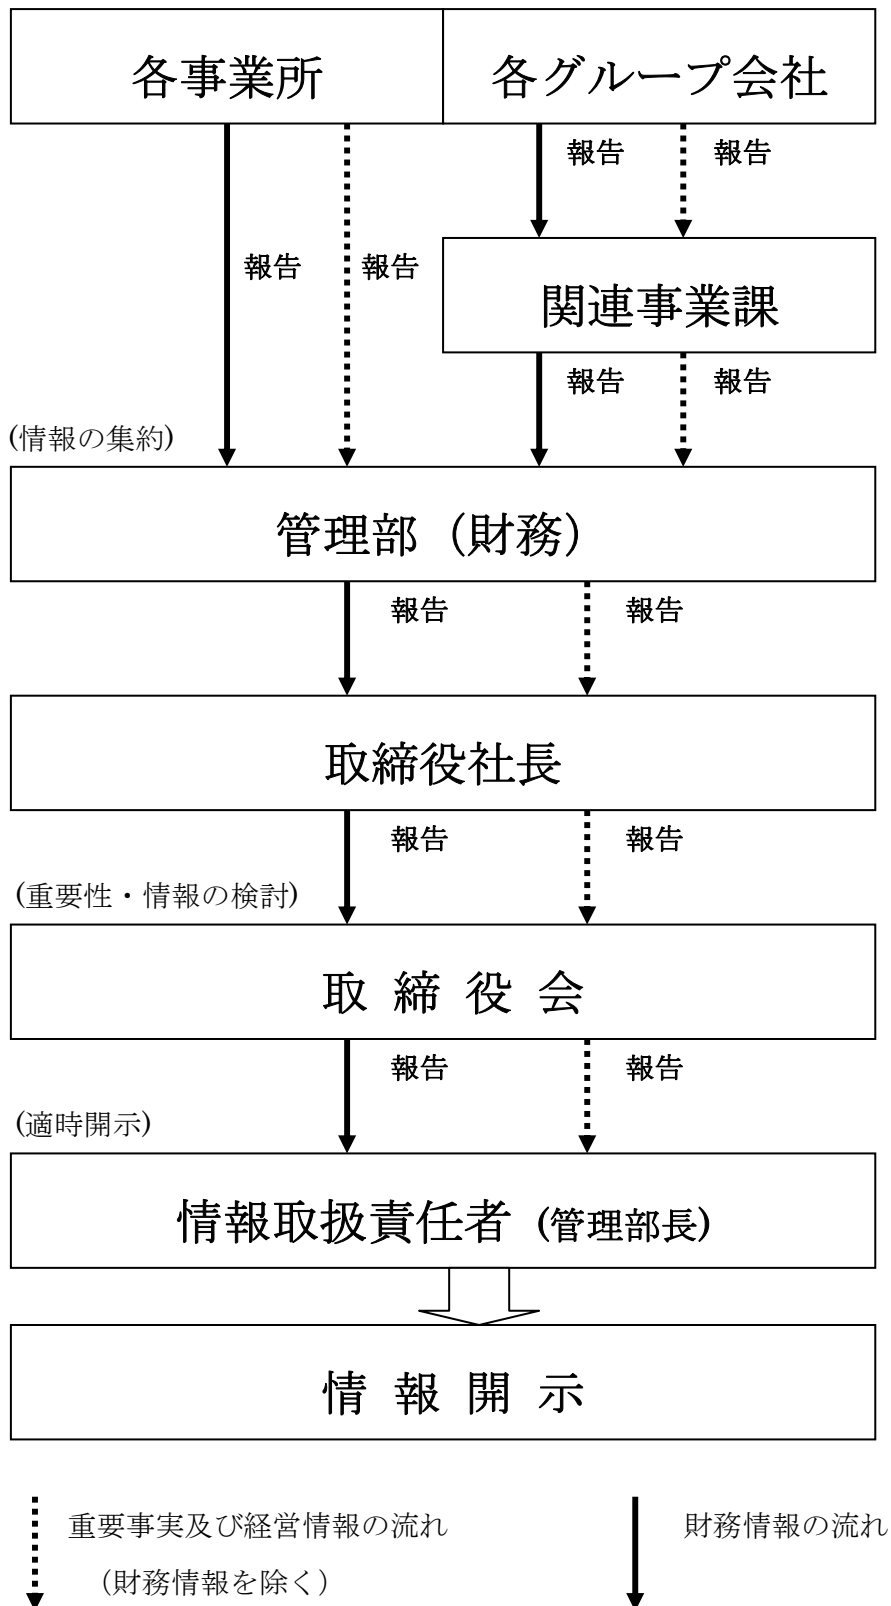 各事業所
各グループ会社
報告 報告
報告 報告
関連事業課
報告 報告
(情報の集約)
管理部（財務）
報告 報告
取締役社長
報告 報告
(重要性・情報の検討)
取 締 役 会
報告 報告
(適時開示)
情報取扱責任者 (管理部長)
情 報 開 示
重要事実及び経営情報の流れ
（財務情報を除く）
財務情報の流れ